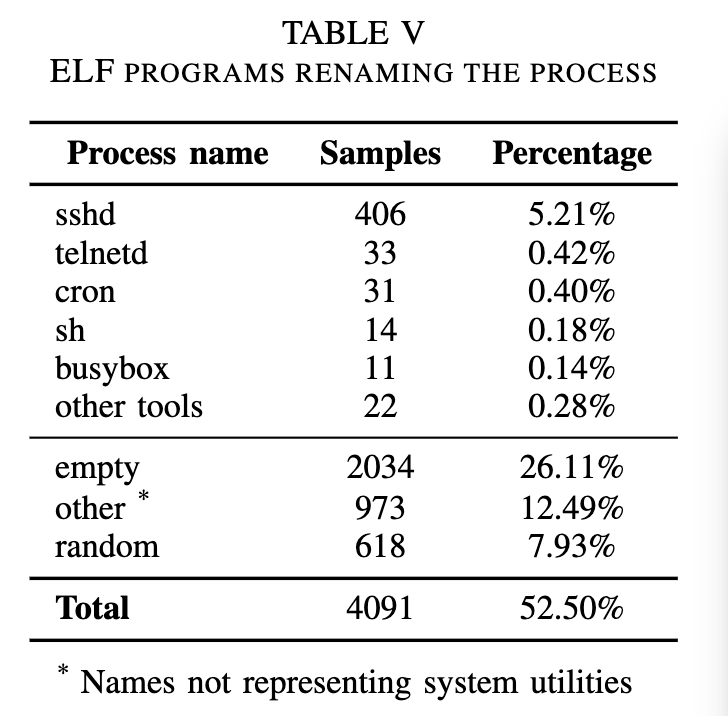 TABLE V
ELF PROGRAMS RENAMING THE PROCESS
Process name Samples Percentage
sshd 406 5.21%
telnetd 33 0.42%
cron 31 0.40%
sh 14 0.18%
busybox 11 0.14%
other tools 22 0.28%
empty 2034 26.11%
other * 973 12.49%
random 618 7.93%
Total 4091 52.50%
* Names not representing system utilities